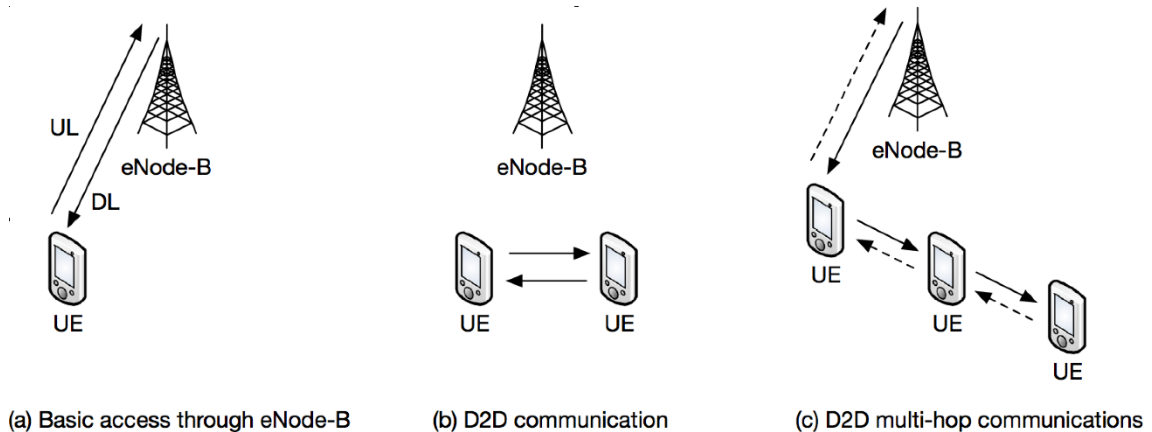 UL
eNode-B
DL
UE
(a) Basic access through eNode-B
eNode-B
UE
UE
(b) D2D communication
eNode-B
UE
UE
UE
(c) D2D multi-hop communications